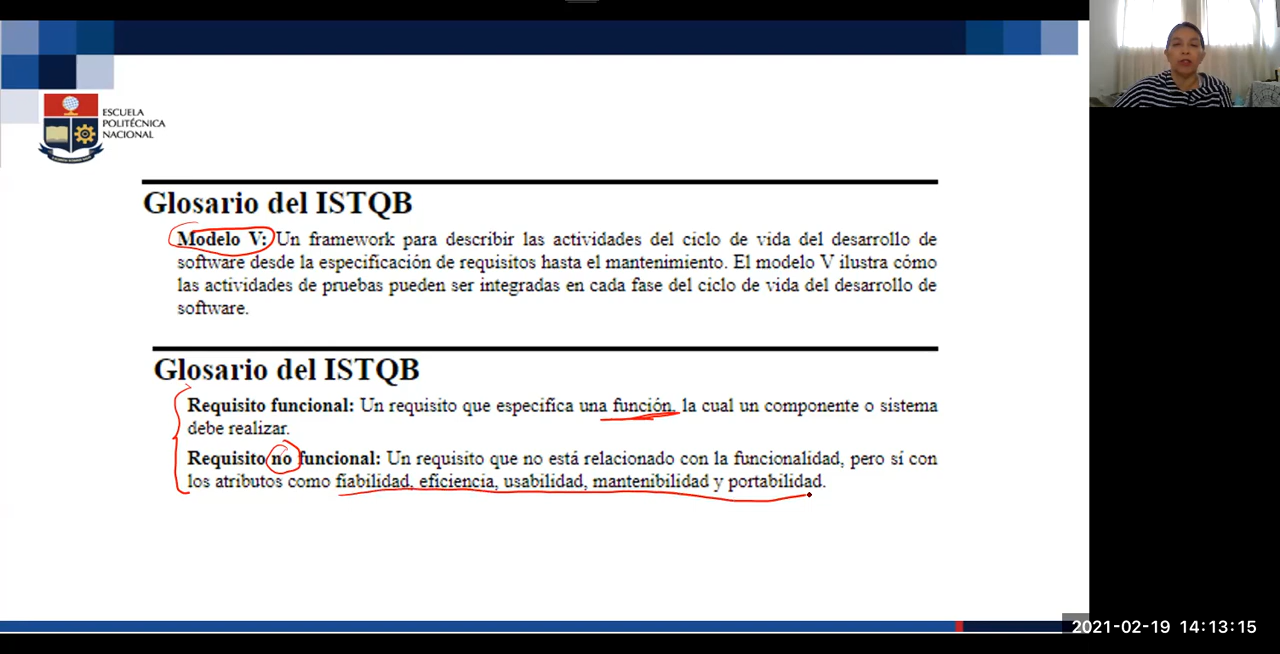 ESCUELA
POLITÉCNICA
NACIONAL
Glosario del ISTQB
Modelo V: Un framework para describir las actividades del ciclo de vida del desarrollo de
software desde la especificación de requisitos hasta el mantenimiento. El modelo V ilustra cómo
las actividades de pruebas pueden ser integradas en cada fase del ciclo de vida del desarrollo de
software.
Glosario del ISTQB
Requisito funcional: Un requisito que especifica una función, la cual un componente o sistema
debe realizar.
Requisito no funcional: Un requisito que no está relacionado con la funcionalidad, pero sí con
los atributos como fiabilidad, eficiencia, usabilidad, mantenibilidad y portabilidad.
2021-02-19 14:13:15